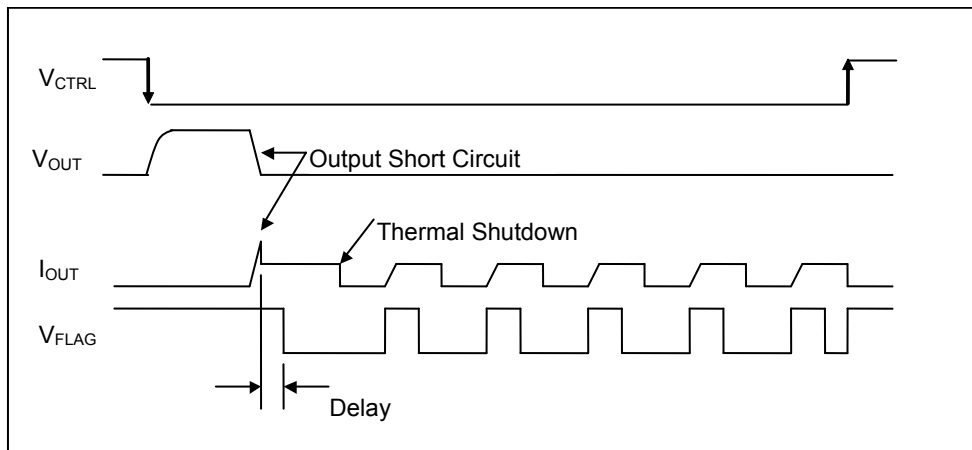 VCTRL
VOUT
Output Short Circuit
Thermal Shutdown
IOUT
VFLAG
Delay